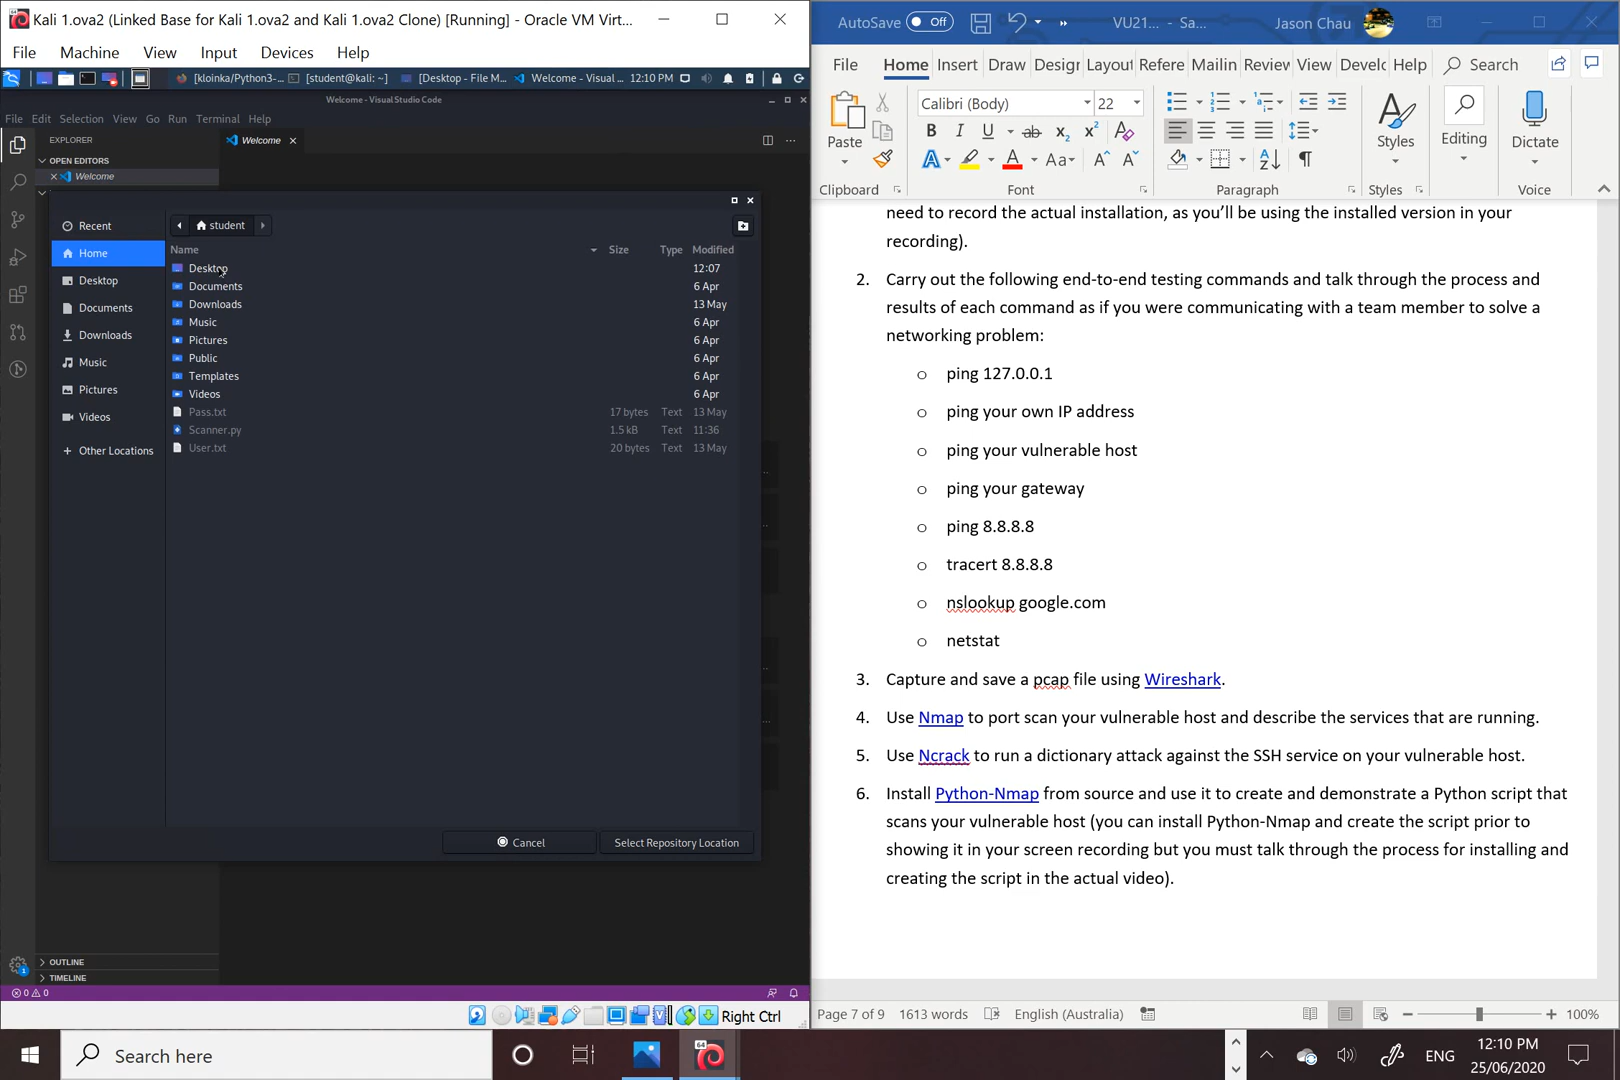 Kali 1.ova2 (Linked Base for Kali 1.ova2 and Kali 1.ova2 Clone) [Running] - Oracle VM Virt...
File Machine View Input Devices Help
[kloinka/Python3-... [student@kali: ~] [Desktop - File M... Welcome - Visual ... 12:10 PM
Welcome - Visual Studio Code
File Edit Selection View Go Run Terminal Help
EXPLORER
Welcome
OPEN EDITORS
Welcome
Recent
Home
Desktop
Documents
Downloads
Music
Pictures
Videos
+ Other Locations
student
Name Size Type Modified
Desktop 12:07
Documents 6 Apr
Downloads 13 May
Music 6 Apr
Pictures 6 Apr
Public 6 Apr
Templates 6 Apr
Videos 6 Apr
Pass.txt 17 bytes Text 13 May
Scanner.py 1.5 kB Text 11:36
User.txt 20 bytes Text 13 May
Cancel
Select Repository Location
OUTLINE
TIMELINE
1
0 0
Right Ctrl
AutoSave Off VU21... - Sa... Jason Chau
File Home Insert Draw Desigr Layout Refere Mailin Review View Develc Help Search
Paste
Calibri (Body) 22
B I U ab x₂ x²
A A Aa A A
Styles
Editing
Dictate
Clipboard Font Paragraph Styles Voice
need to record the actual installation, as you’ll be using the installed version in your
recording).
2. Carry out the following end-to-end testing commands and talk through the process and
results of each command as if you were communicating with a team member to solve a
networking problem:
o ping 127.0.0.1
o ping your own IP address
o ping your vulnerable host
o ping your gateway
o ping 8.8.8.8
o tracert 8.8.8.8
o nslookup google.com
o netstat
3. Capture and save a pcap file using Wireshark.
4. Use Nmap to port scan your vulnerable host and describe the services that are running.
5. Use Ncrack to run a dictionary attack against the SSH service on your vulnerable host.
6. Install Python-Nmap from source and use it to create and demonstrate a Python script that
scans your vulnerable host (you can install Python-Nmap and create the script prior to
showing it in your screen recording but you must talk through the process for installing and
creating the script in the actual video).
Page 7 of 9 1613 words English (Australia) 100%
Search here
64
ENG
12:10 PM
25/06/2020